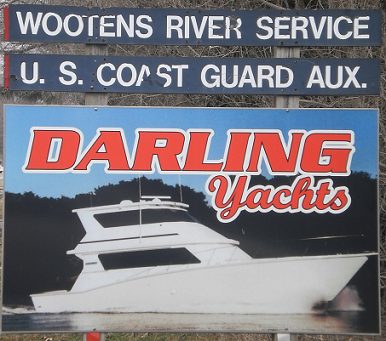 WOOTENS RIVER SERVICE
U. S. COAST GUARD AUX.
DARLING
Yachts